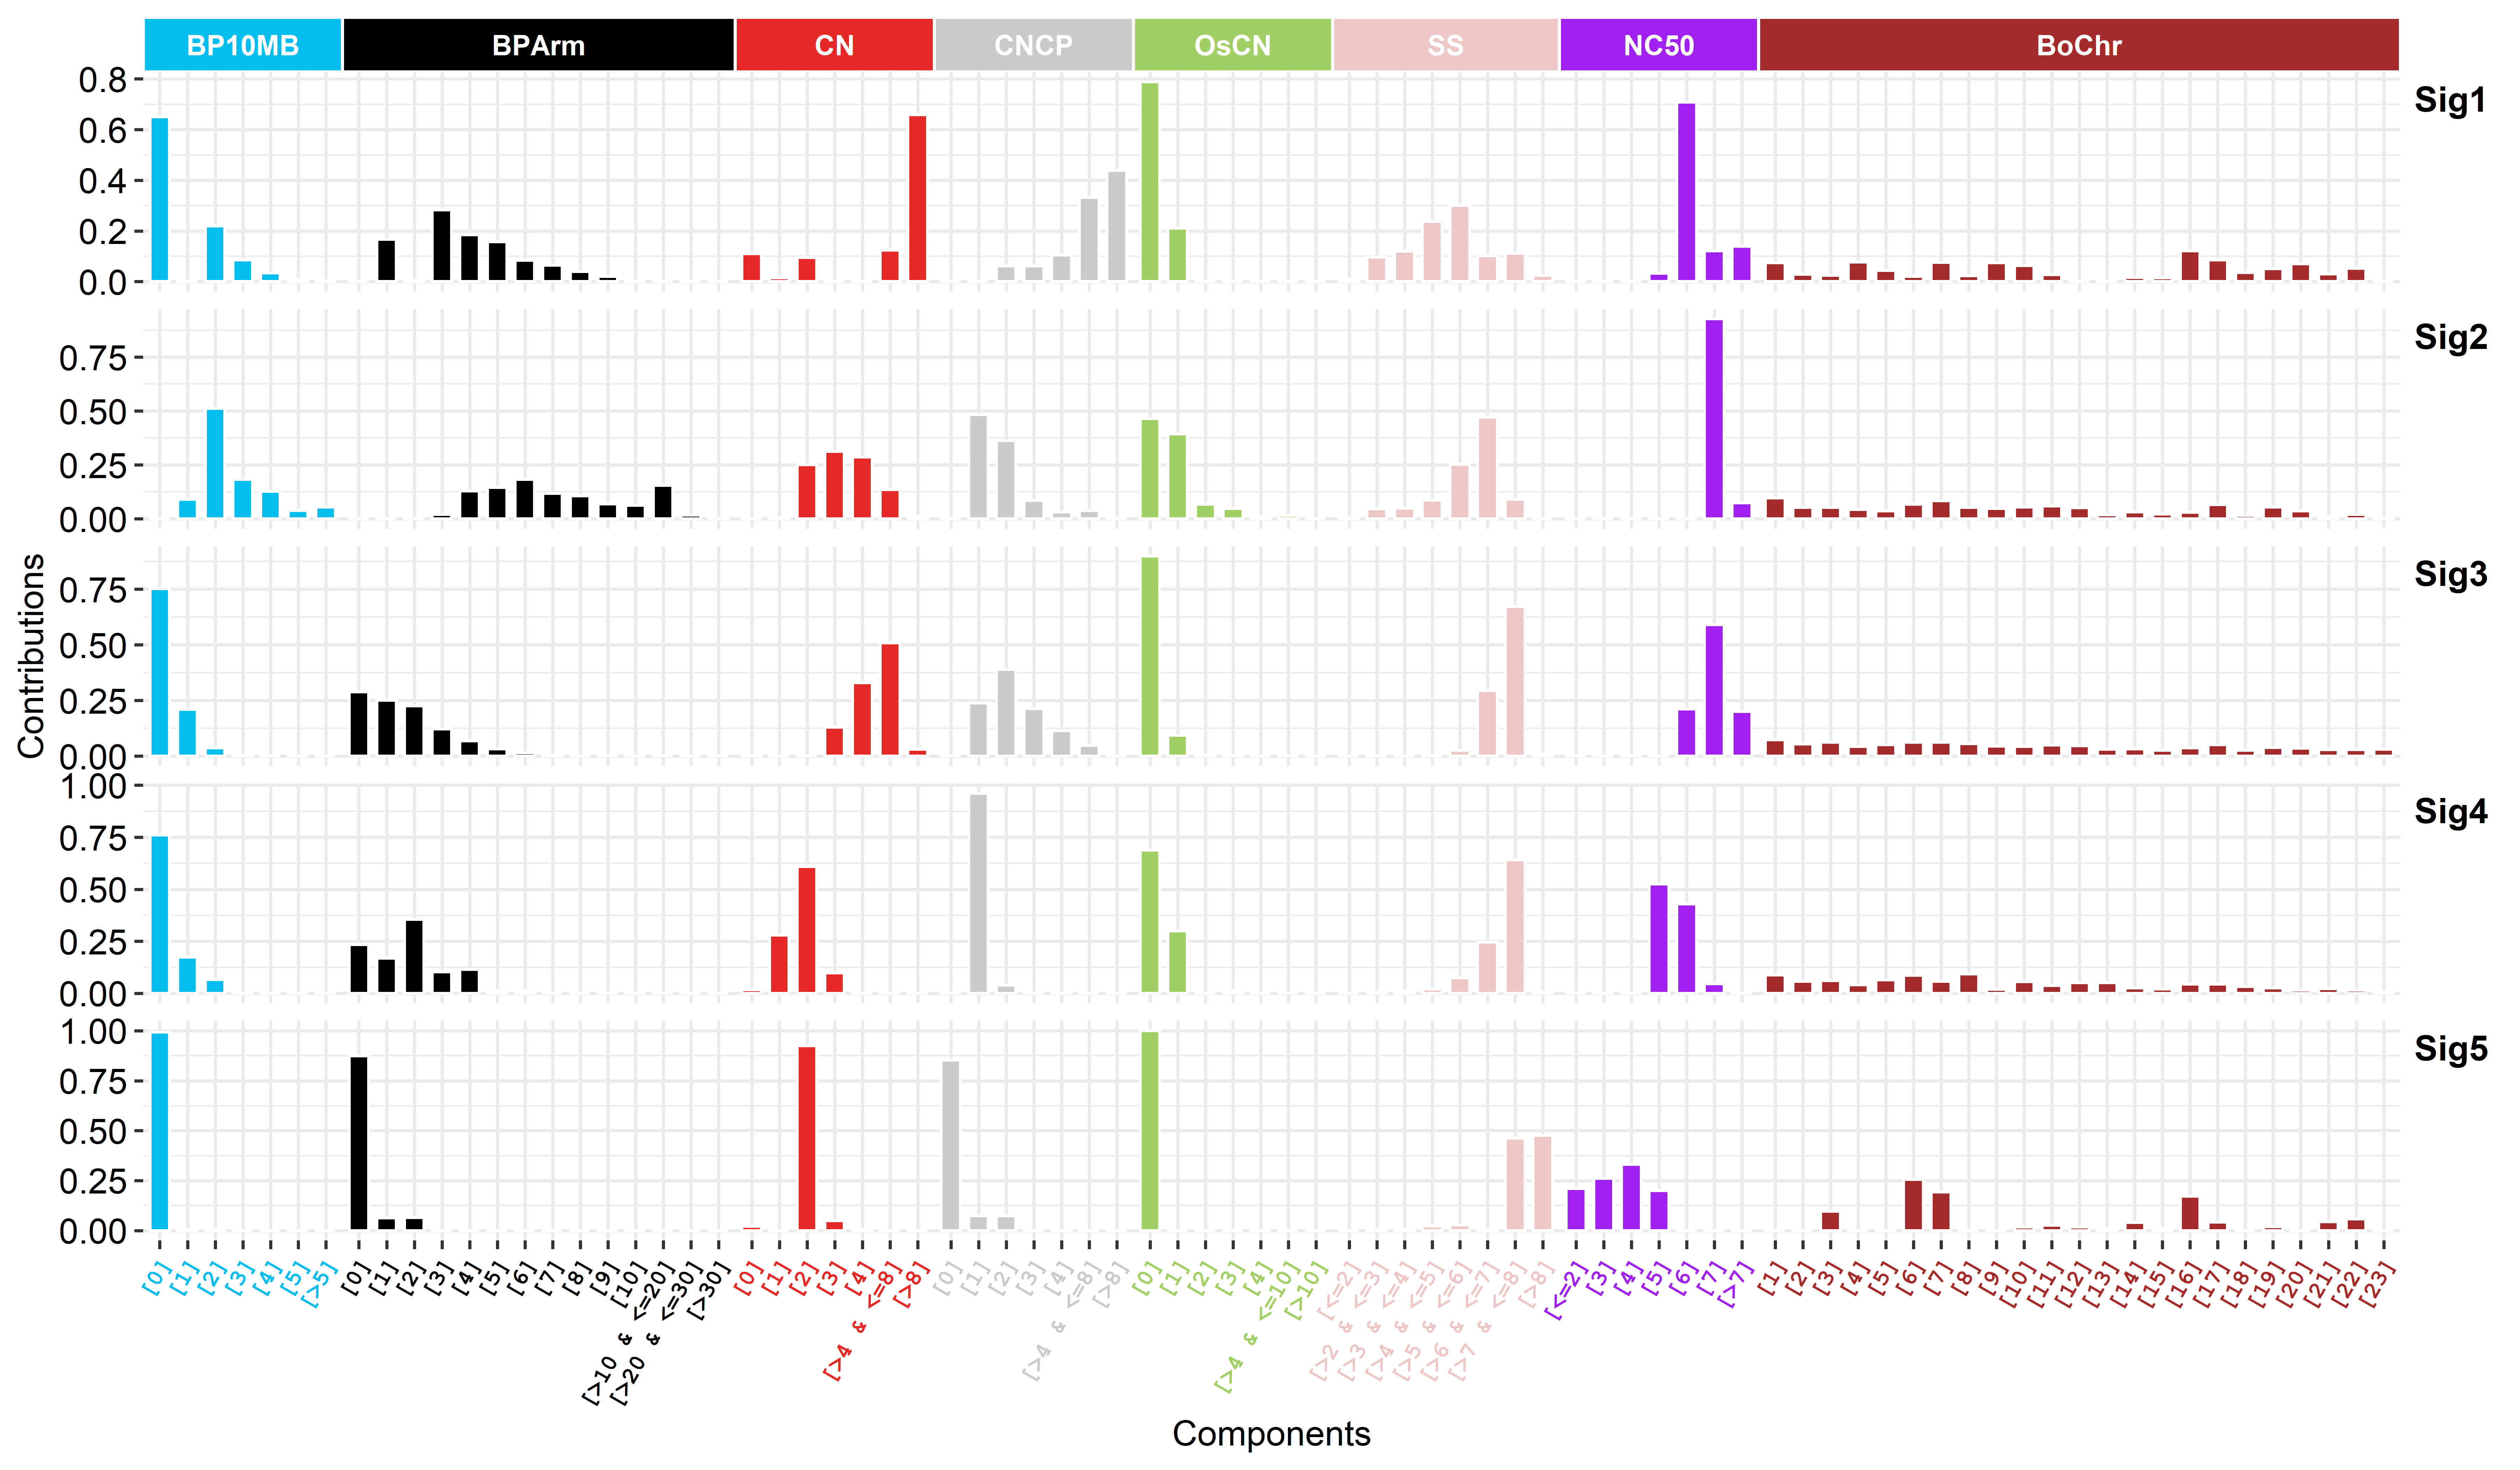 BP10MB BPArm CN CNCP OsCN SS NC50 BoChr
Sig1
0.8
0.6
0.4
0.2
0.0
Sig2
0.75
0.50
0.25
0.00
Sig3
0.75
0.50
0.25
0.00
Sig4
1.00
0.75
0.50
0.25
0.00
Sig5
1.00
0.75
0.50
0.25
0.00
Contributions
[0] [1] [2] [3] [4] [5] [>5] [0] [1] [2] [3] [4] [5] [6] [7] [8] [9] [10] [>10 & <=20] [>20 & <=30] [>30] [0] [1] [2] [3] [4] [>4 & <=8] [>8] [0] [1] [2] [3] [4] [>4 & <=8] [>8] [0] [1] [2] [3] [4] [>4 & <=10] [>10] [<=2] [>2 & <=3] [>3 & <=4] [>4 & <=5] [>5 & <=6] [>6 & <=7] [>7 & <=8] [>8] [<=2] [3] [4] [5] [6] [7] [>7] [1] [2] [3] [4] [5] [6] [7] [8] [9] [10] [11] [12] [13] [14] [15] [16] [17] [18] [19] [20] [21] [22] [23]
Components